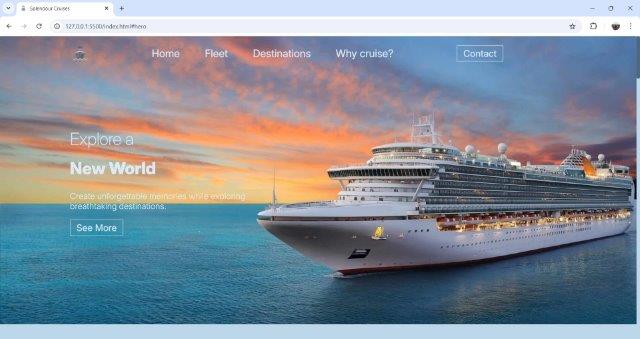 Splendour Cruises
127.0.0.1:5500/index.html#hero
Home Fleet Destinations Why cruise? Contact
Explore a
New World
Create unforgettable memories while exploring
breathtaking destinations.
See More